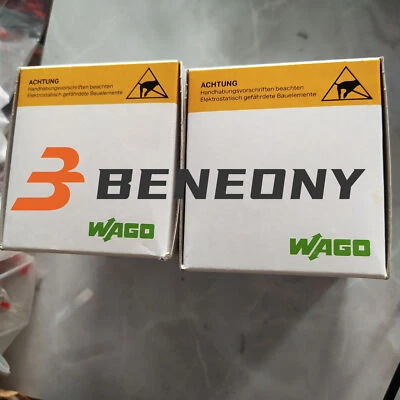 ACHTUNG
Handhabungsvorschriften beachten
Elektrostatisch gefährdete Bauelemente
ACHTUNG
Handhabungsvorschriften beachten
Elektrostatisch gefährdete Bauelemente
BENEONY
WAGO
WAGO